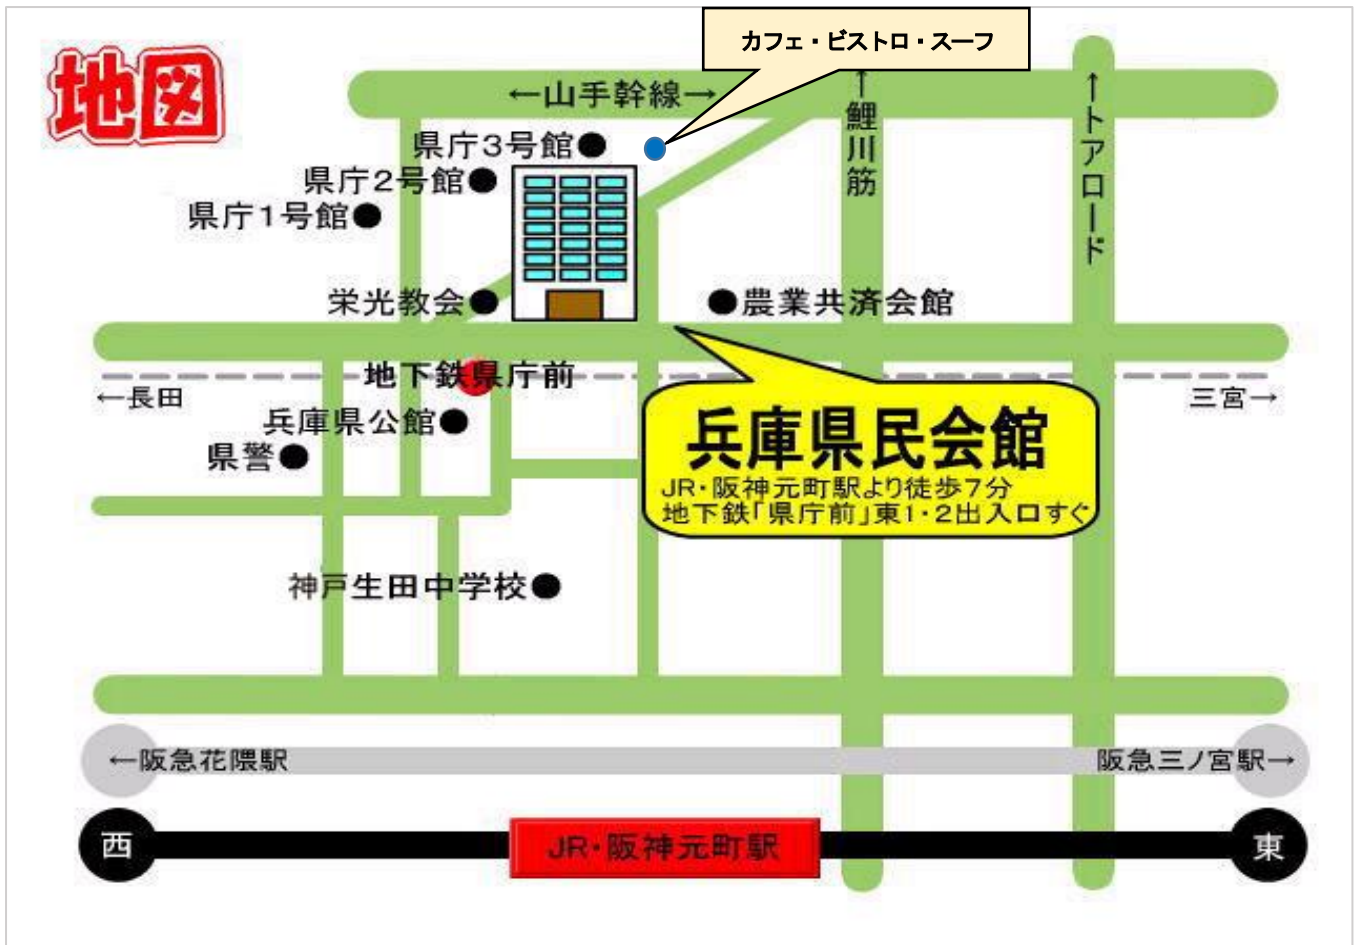 地図
カフェ・ビストロ・スーフ
←山手幹線→
←鯉川筋
←トアロード
県庁3号館●
県庁2号館●
県庁1号館●
栄光教会●
●農業共済会館
地下鉄県庁前
←長田
三宮→
兵庫県公館●
県警●
兵庫県民会館
JR・阪神元町駅より徒歩7分
地下鉄「県庁前」東1・2出入口すぐ
神戸生田中学校●
←阪急花隈駅
阪急三ノ宮駅→
西
JR・阪神元町駅
東